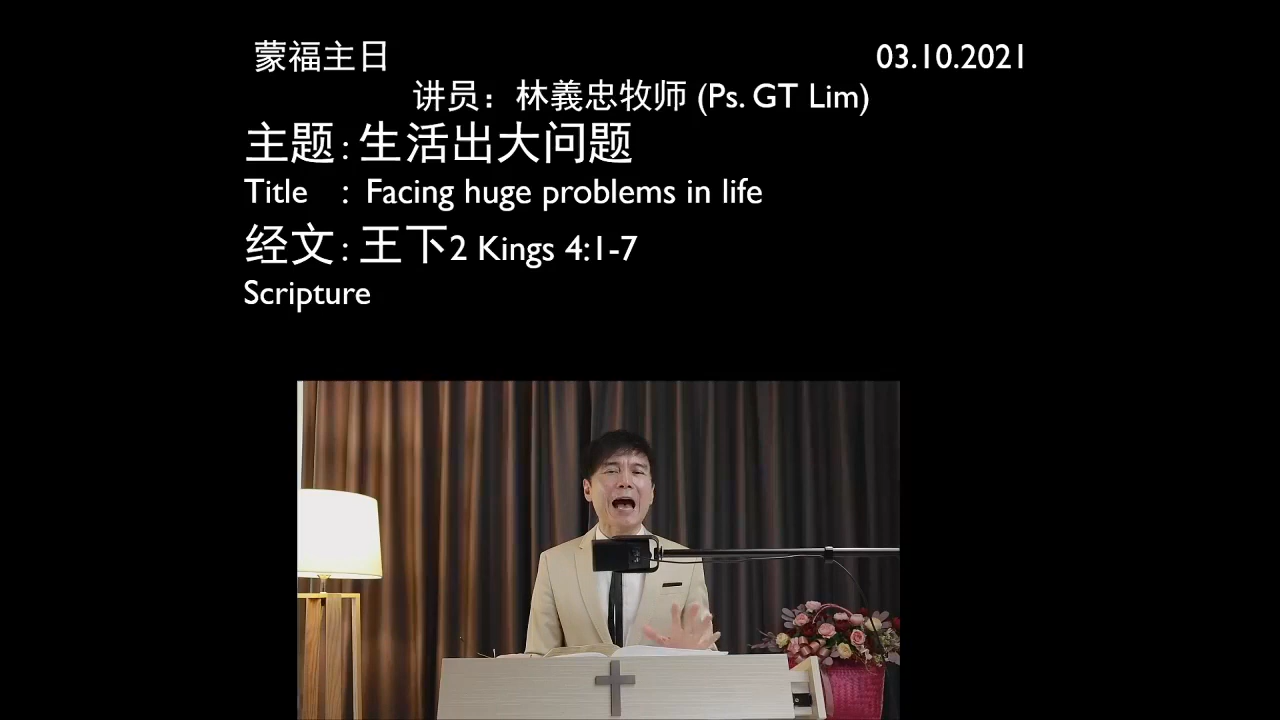 蒙福主日 03.10.2021
讲员：林義忠牧师 (Ps. GT Lim)
主题 : 生活出大问题
Title : Facing huge problems in life
经文 : 王下2 Kings 4:1-7
Scripture